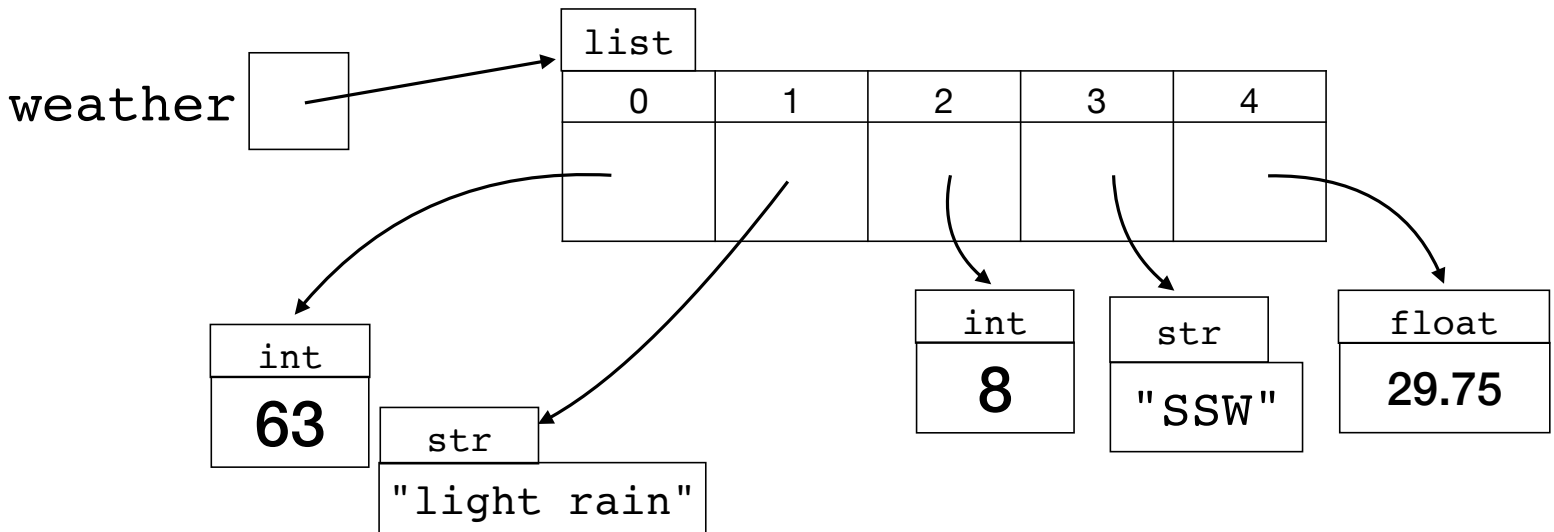 list
weather
0 1 2 3 4
int
63
str
"light rain"
int
8
str
"SSW"
float
29.75